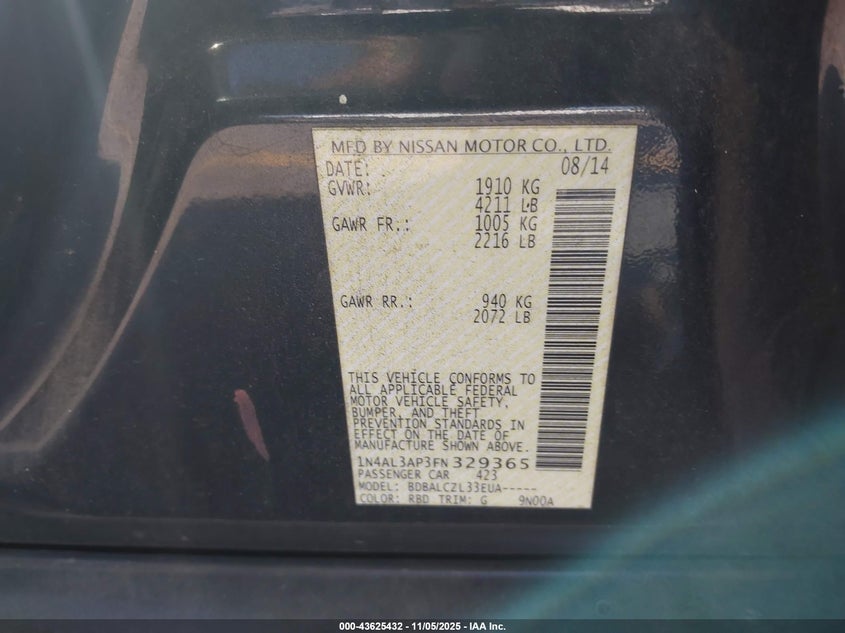 MFD BY NISSAN MOTOR CO., LTD.
DATE: 08/14
GVWR: 1910 KG
4211 LB
GAWR FR.: 1005 KG
2216 LB
GAWR RR.: 940 KG
2072 LB
THIS VEHICLE CONFORMS TO
ALL APPLICABLE FEDERAL
MOTOR VEHICLE SAFETY,
BUMPER, AND THEFT
PREVENTION STANDARDS IN
EFFECT ON THE DATE OF
MANUFACTURE SHOWN ABOVE.
1N4AL3AP3FN329365
PASSENGER CAR 423
MODEL: BDBALCZL33EUA-----
COLOR: RBD TRIM: G 9N00A
000-43625432 - 11/05/2025 - IAA Inc.